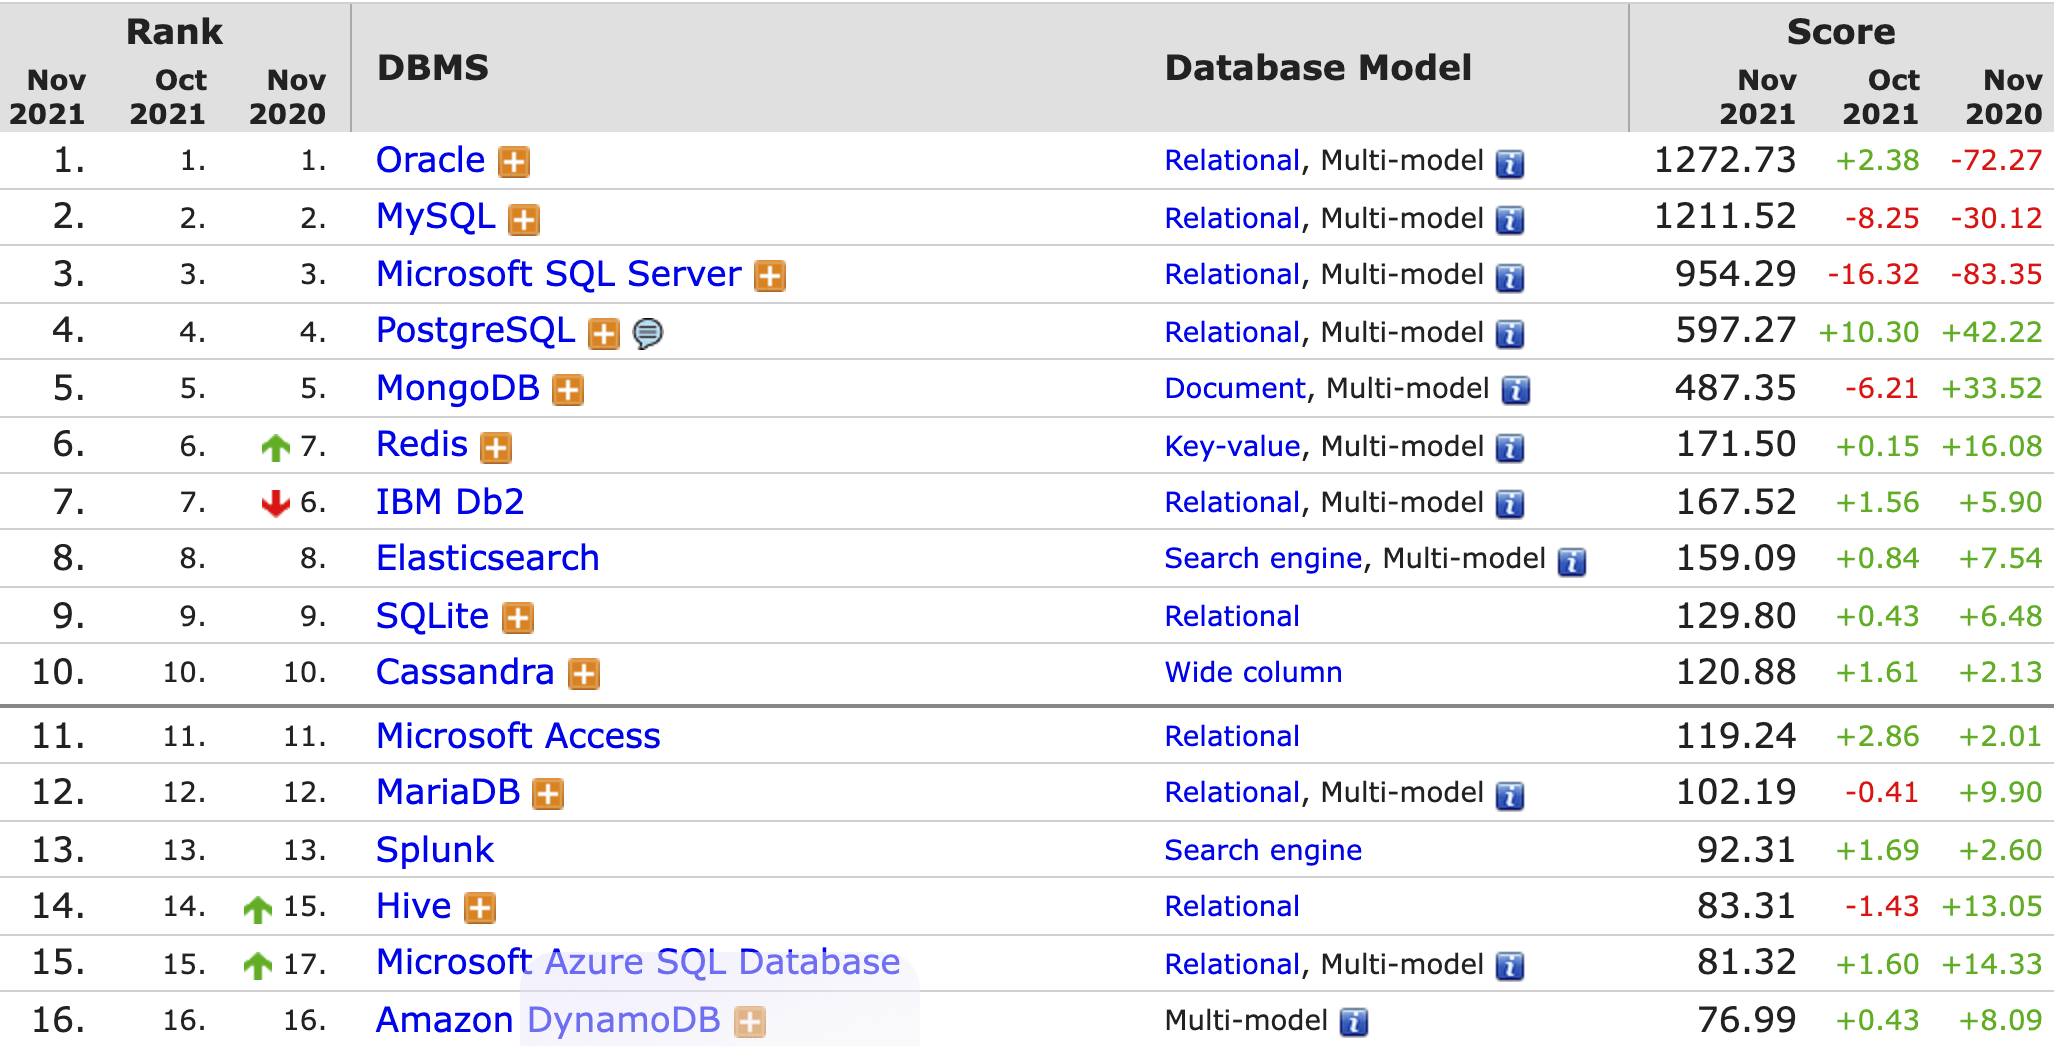 Rank Score
DBMS Database Model
Nov Oct Nov Nov Oct Nov
2021 2021 2020 2021 2021 2020
1. 1. 1. Oracle Relational, Multi-model 1272.73 +2.38 -72.27
2. 2. 2. MySQL Relational, Multi-model 1211.52 -8.25 -30.12
3. 3. 3. Microsoft SQL Server Relational, Multi-model 954.29 -16.32 -83.35
4. 4. 4. PostgreSQL Relational, Multi-model 597.27 +10.30 +42.22
5. 5. 5. MongoDB Document, Multi-model 487.35 -6.21 +33.52
6. 6. 7. Redis Key-value, Multi-model 171.50 +0.15 +16.08
7. 7. 6. IBM Db2 Relational, Multi-model 167.52 +1.56 +5.90
8. 8. 8. Elasticsearch Search engine, Multi-model 159.09 +0.84 +7.54
9. 9. 9. SQLite Relational 129.80 +0.43 +6.48
10. 10. 10. Cassandra Wide column 120.88 +1.61 +2.13
11. 11. 11. Microsoft Access Relational 119.24 +2.86 +2.01
12. 12. 12. MariaDB Relational, Multi-model 102.19 -0.41 +9.90
13. 13. 13. Splunk Search engine 92.31 +1.69 +2.60
14. 14. 15. Hive Relational 83.31 -1.43 +13.05
15. 15. 17. Microsoft Azure SQL Database Relational, Multi-model 81.32 +1.60 +14.33
16. 16. 16. Amazon DynamoDB Multi-model 76.99 +0.43 +8.09